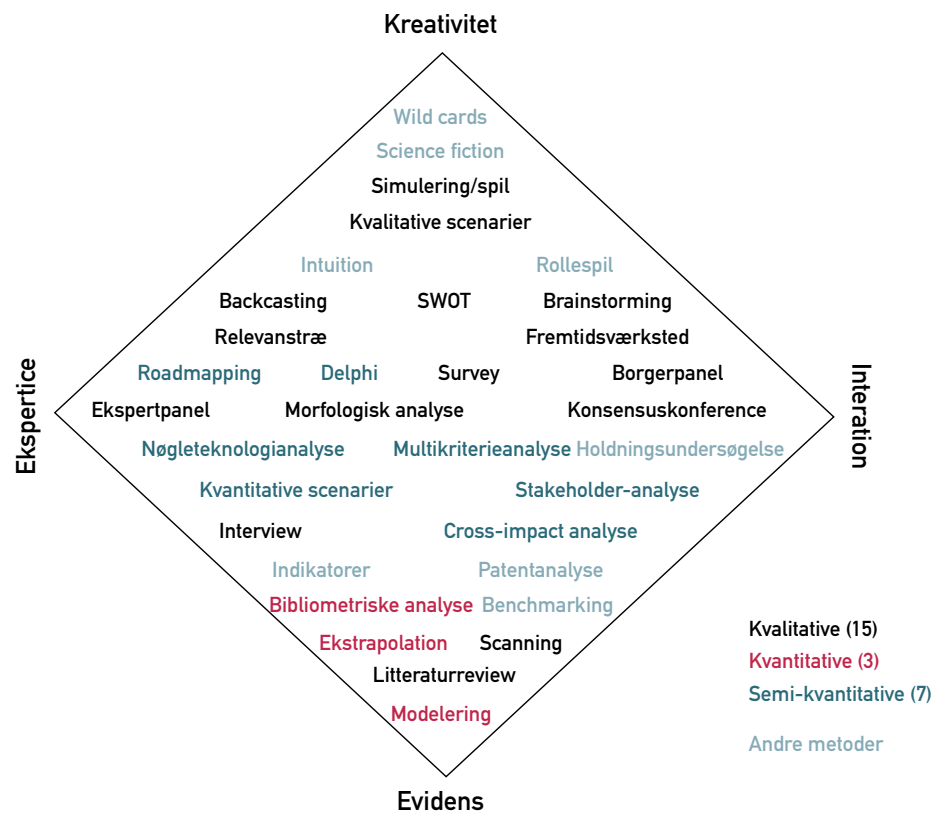 Kreativitet
Wild cards
Science fiction
Simulering/spil
Kvalitative scenarier
Intuition Rollespil
Backcasting SWOT Brainstorming
Relevanstræ Fremtidsværksted
Roadmapping Delphi Survey Borgerpanel
Ekspertpanel Morfologisk analyse Konsensuskonference
Ekspertice
Interation
Nøgleteknologianalyse Multikriterieanalyse Holdningsundersøgelse
Kvantitative scenarier Stakeholder-analyse
Interview Cross-impact analyse
Indikatorer Patentanalyse
Bibliometriske analyse Benchmarking
Ekstrapolation Scanning
Litteraturreview
Modelering
Evidens
Kvalitative (15)
Kvantitative (3)
Semi-kvantitative (7)
Andre metoder